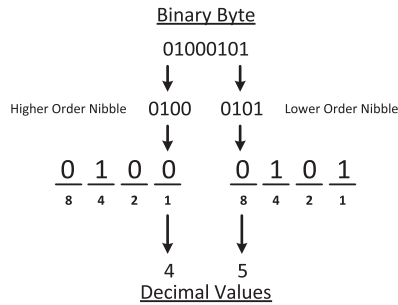 Binary Byte
01000101
Higher Order Nibble 0100 0101 Lower Order Nibble
0 1 0 0 0 1 0 1
8 4 2 1 8 4 2 1
4 5
Decimal Values